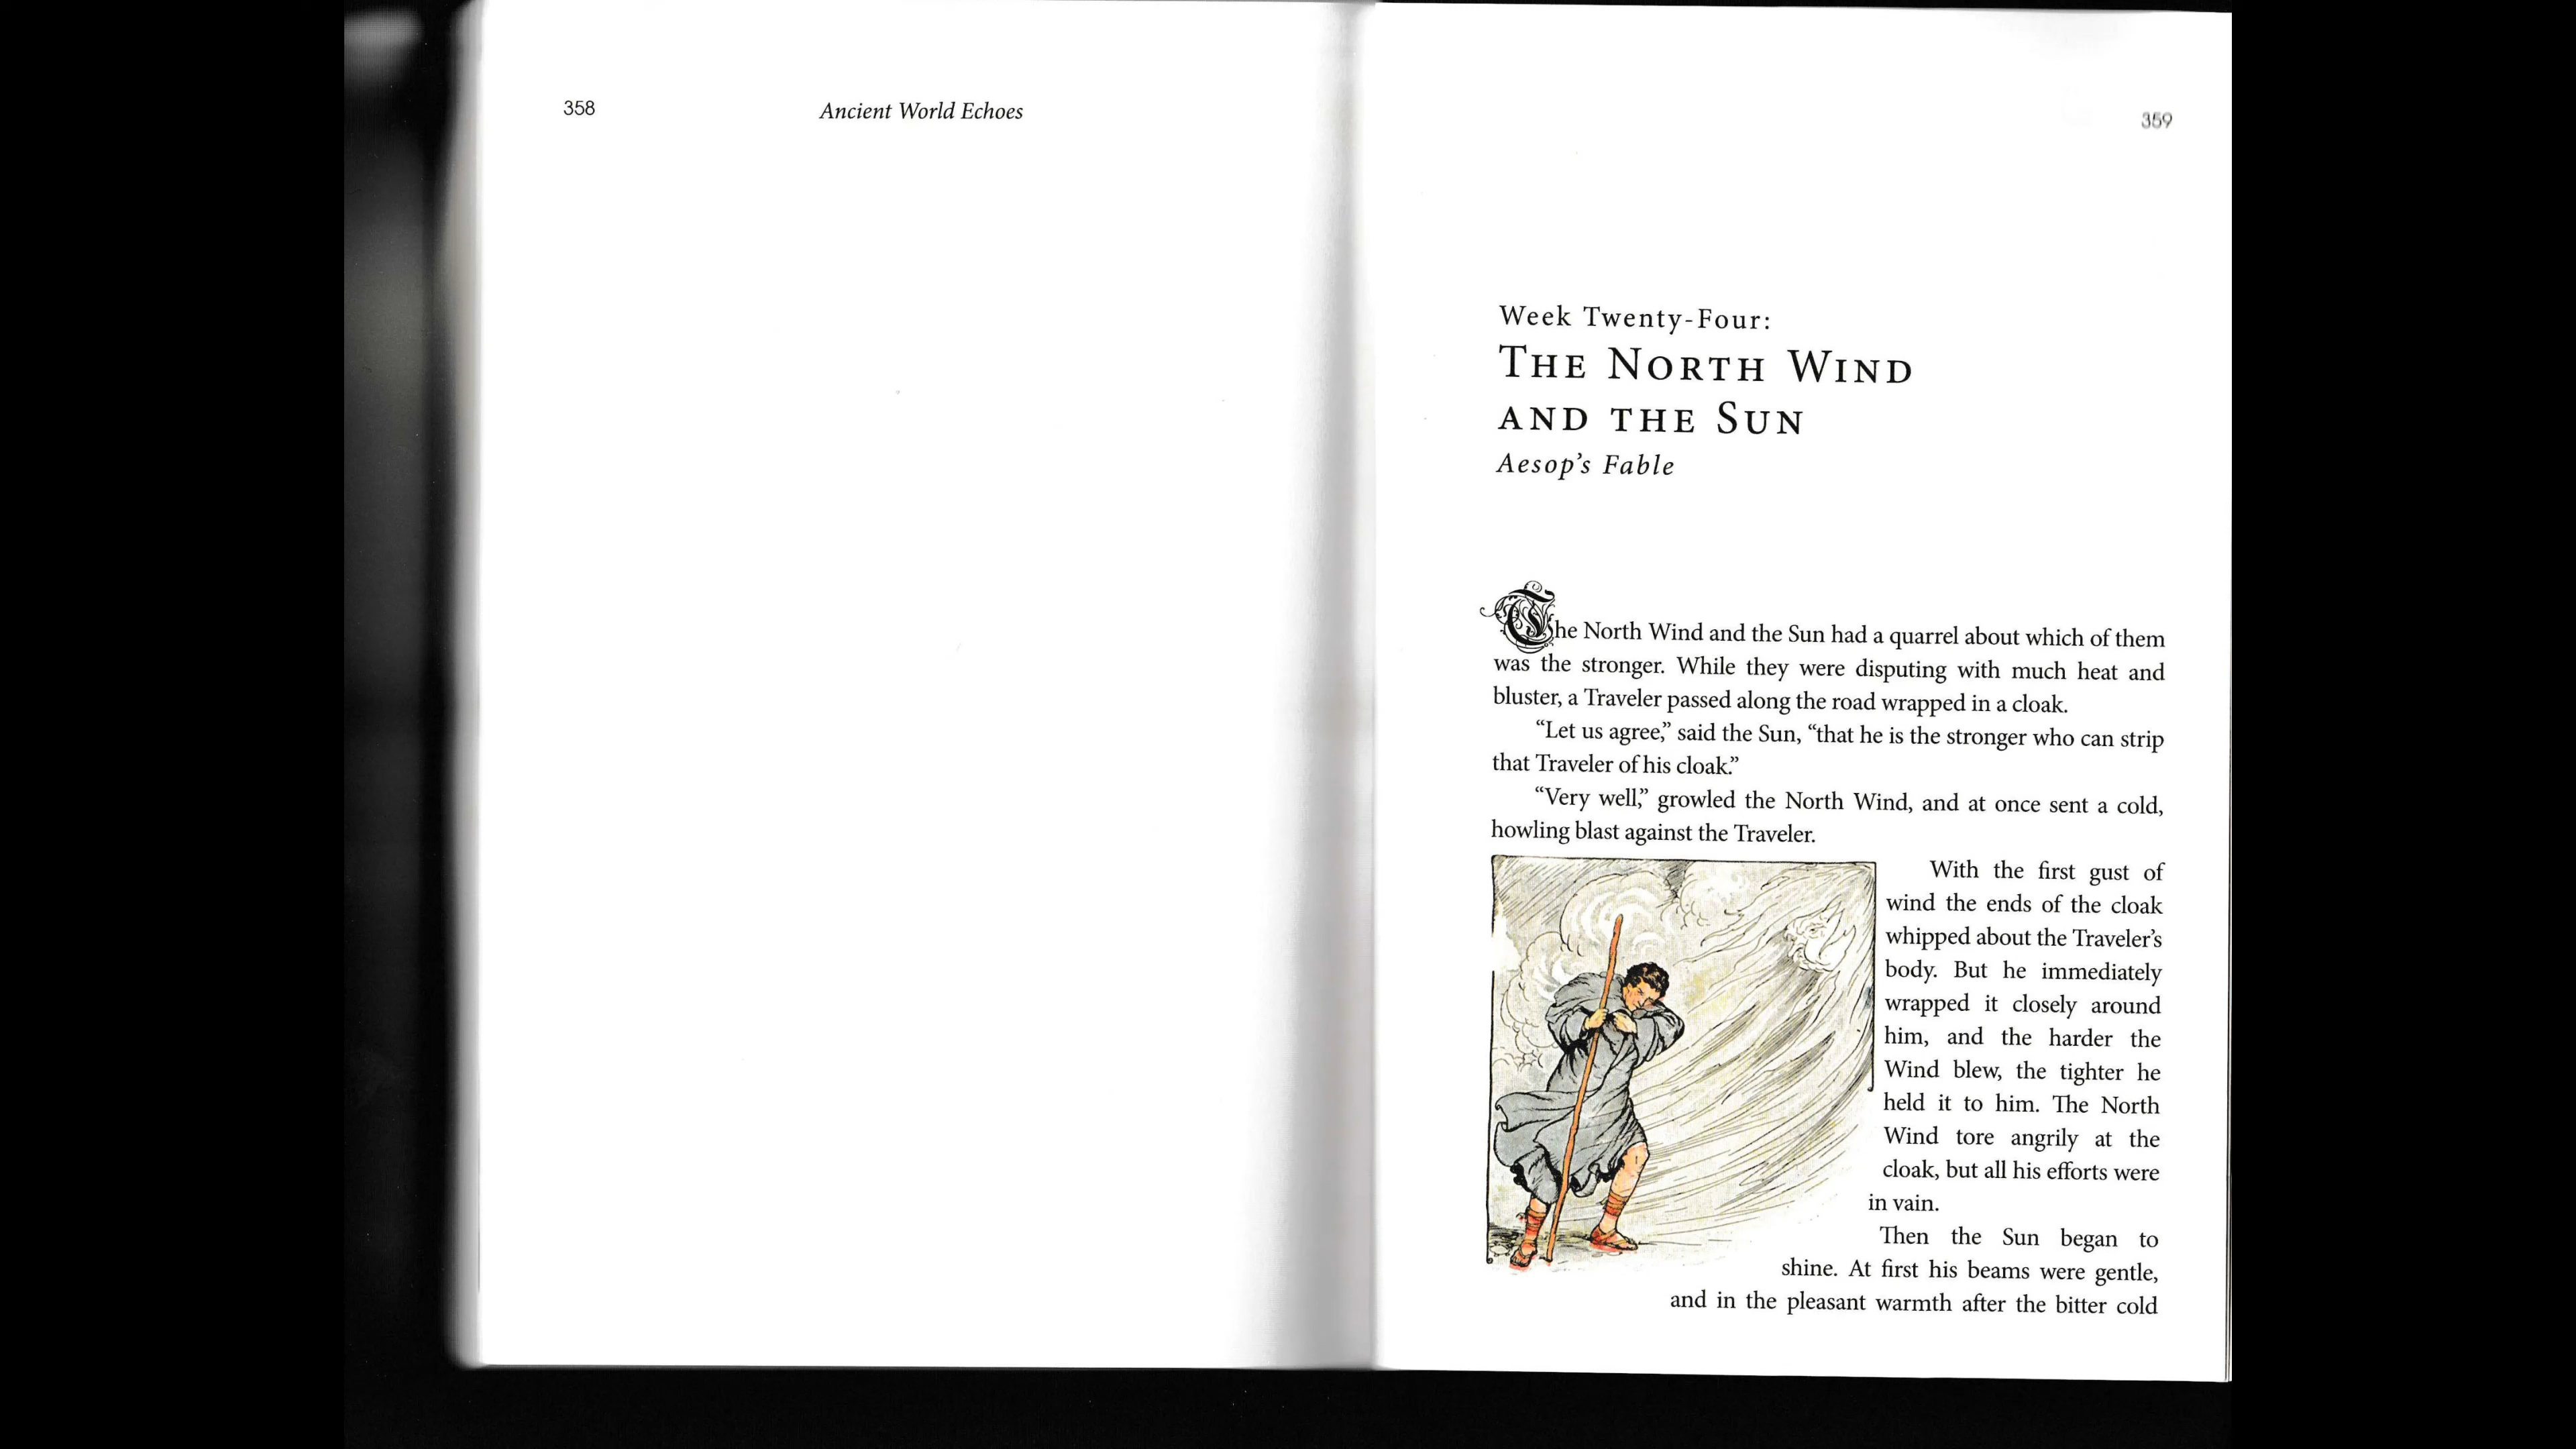 358
Ancient World Echoes
359
Week Twenty-Four:
The North Wind
and the Sun
Aesop's Fable
The North Wind and the Sun had a quarrel about which of them
was the stronger. While they were disputing with much heat and
bluster, a Traveler passed along the road wrapped in a cloak.
“Let us agree,” said the Sun, “that he is the stronger who can strip
that Traveler of his cloak.”
“Very well,” growled the North Wind, and at once sent a cold,
howling blast against the Traveler.
With the first gust of
wind the ends of the cloak
whipped about the Traveler’s
body. But he immediately
wrapped it closely around
him, and the harder the
Wind blew, the tighter he
held it to him. The North
Wind tore angrily at the
cloak, but all his efforts were
in vain.
Then the Sun began to
shine. At first his beams were gentle,
and in the pleasant warmth after the bitter cold